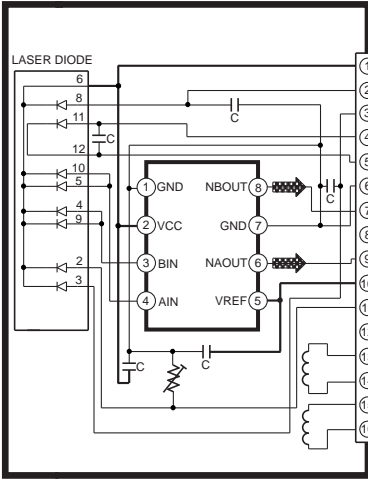 LASER DIODE
6
8
11
12
10
5
4
9
2
3
C
C
C
C
C
1 GND
2 VCC
3 BIN
4 AIN
NBOUT 8
GND 7
NAOUT 6
VREF 5
1
2
3
4
5
6
7
8
9